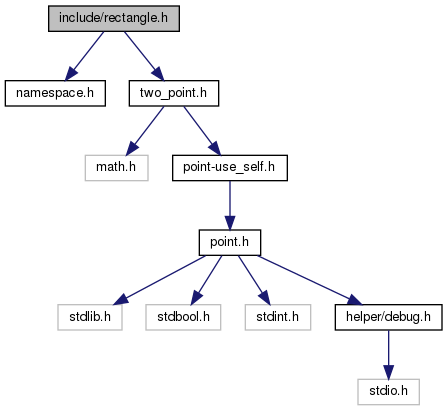 include/rectangle.h
namespace.h
two_point.h
math.h
point-use_self.h
point.h
stdlib.h
stdbool.h
stdint.h
helper/debug.h
stdio.h